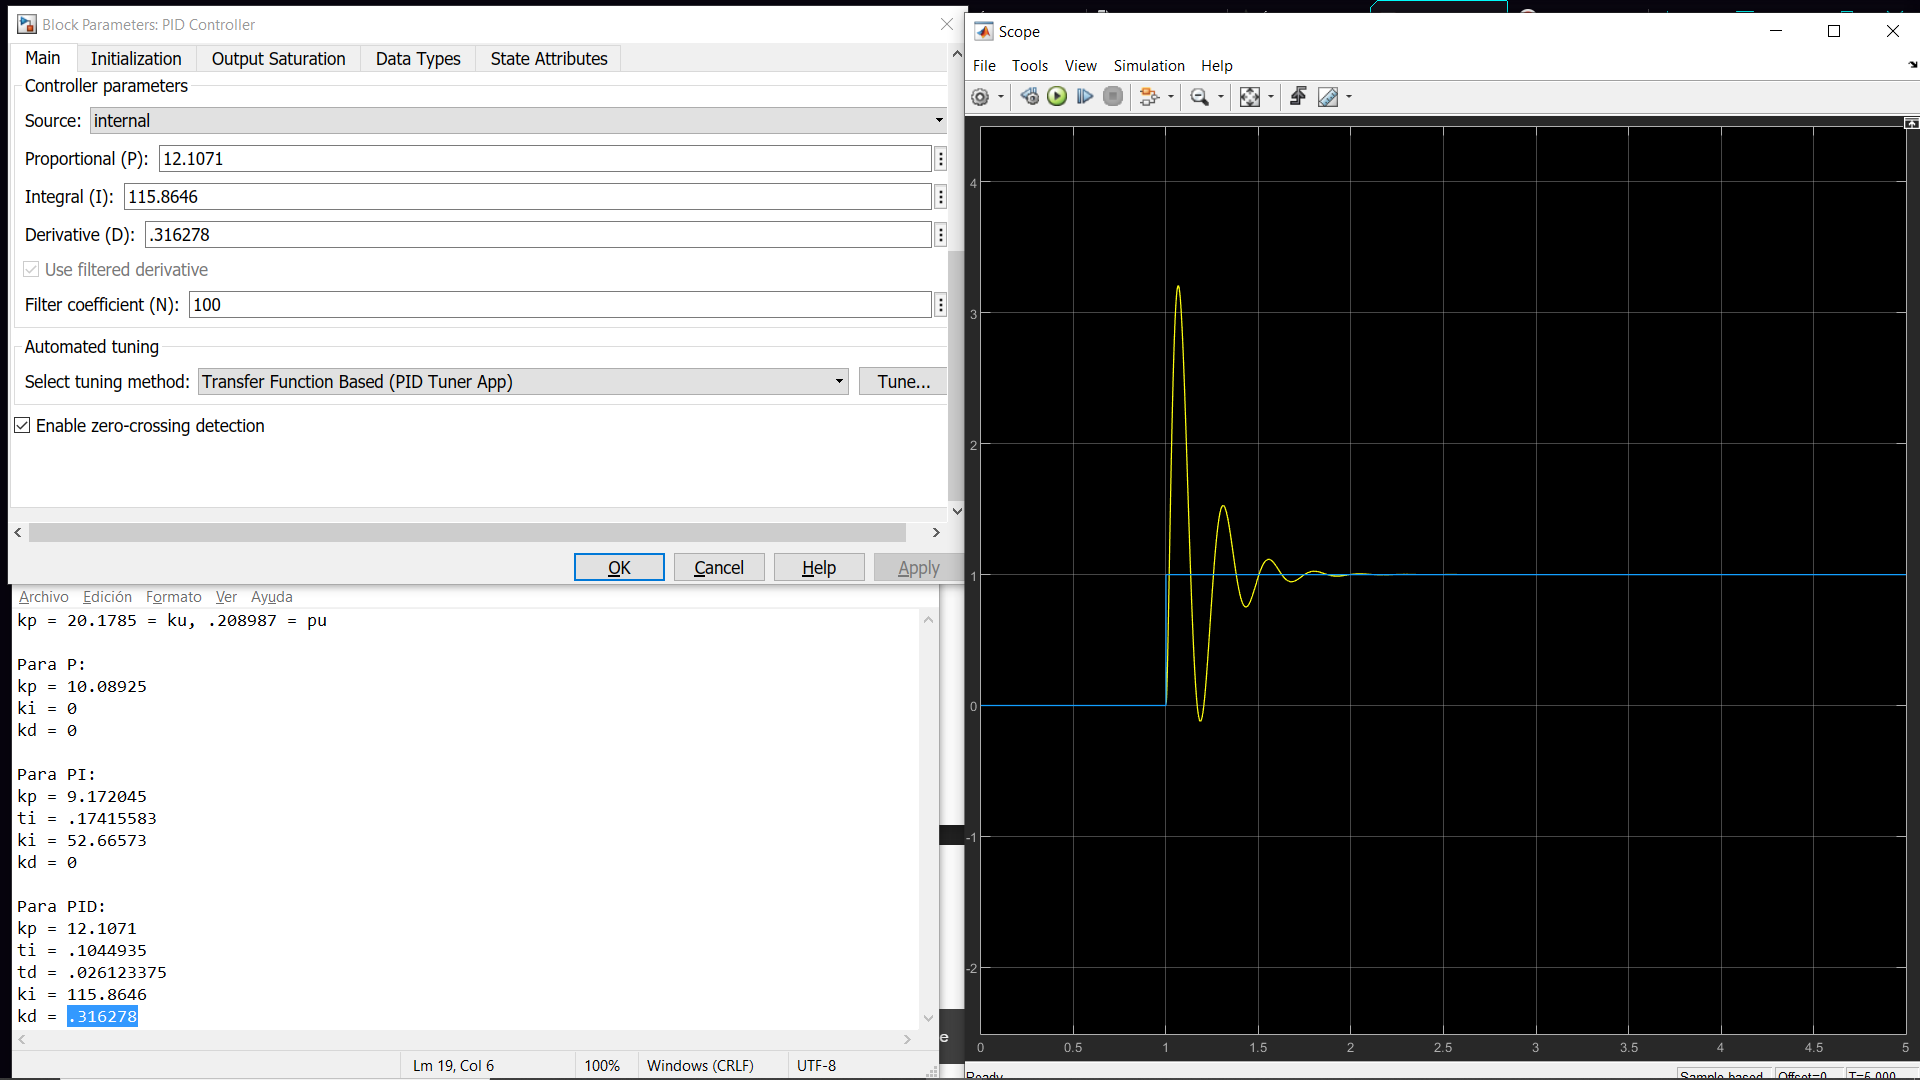 Block Parameters: PID Controller
Main
Initialization
Output Saturation
Data Types
State Attributes
Controller parameters
Source: internal
Proportional (P): 12.1071
Integral (I): 115.8646
Derivative (D): .316278
Use filtered derivative
Filter coefficient (N): 100
Automated tuning
Select tuning method: Transfer Function Based (PID Tuner App)
Tune...
Enable zero-crossing detection
OK
Cancel
Help
Apply
Archivo Edición Formato Ver Ayuda
kp = 20.1785 = ku, .208987 = pu
Para P:
kp = 10.08925
ki = 0
kd = 0
Para PI:
kp = 9.172045
ti = .17415583
ki = 52.66573
kd = 0
Para PID:
kp = 12.1071
ti = .1044935
td = .026123375
ki = 115.8646
kd = .316278
Lm 19, Col 6
100%
Windows (CRLF)
UTF-8
e
Scope
File Tools View Simulation Help
4
3
2
1
0
-1
-2
0 0.5 1 1.5 2 2.5 3 3.5 4 4.5 5
Ready
Sample based
Offset=0
T=5.000